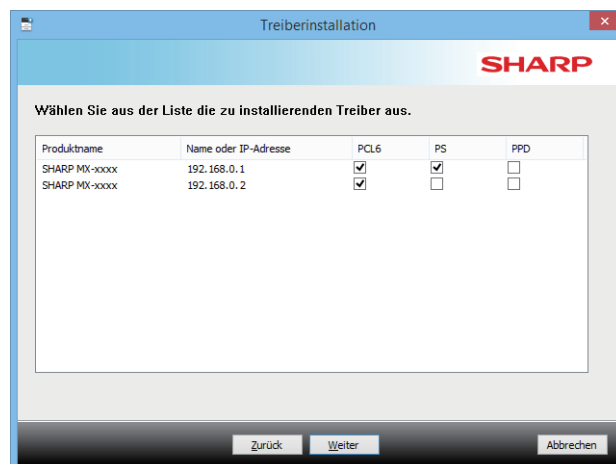 Treiberinstallation
SHARP
Wählen Sie aus der Liste die zu installierenden Treiber aus.
Produktname Name oder IP-Adresse PCL6 PS PPD
SHARP MX-xxxx 192.168.0.1
SHARP MX-xxxx 192.168.0.2
Zurück Weiter Abbrechen